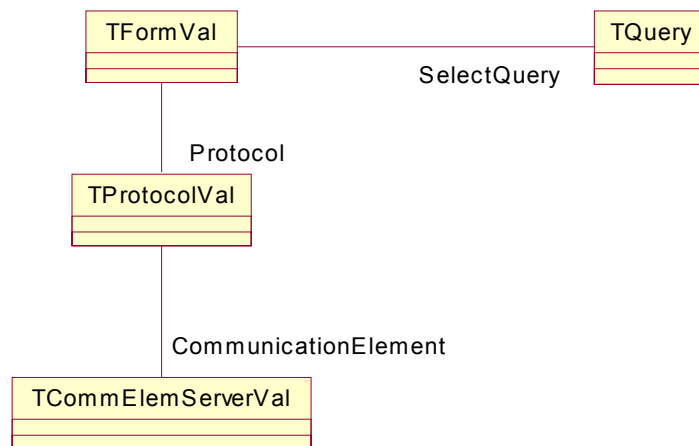 TFormVal
TQuery
SelectQuery
Protocol
TProtocolVal
CommunicationElement
TCommElemServerVal